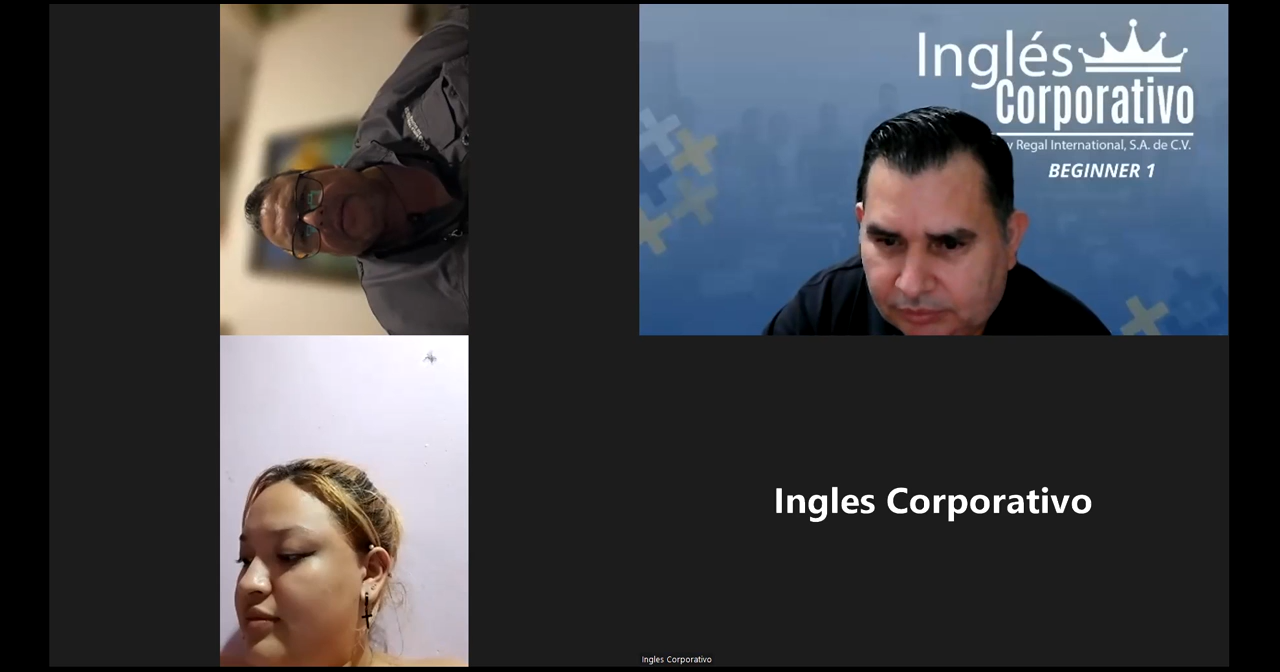 Inglés
Corporativo
y Regal International, S.A. de C.V.
BEGINNER 1
Ingles Corporativo
Ingles Corporativo